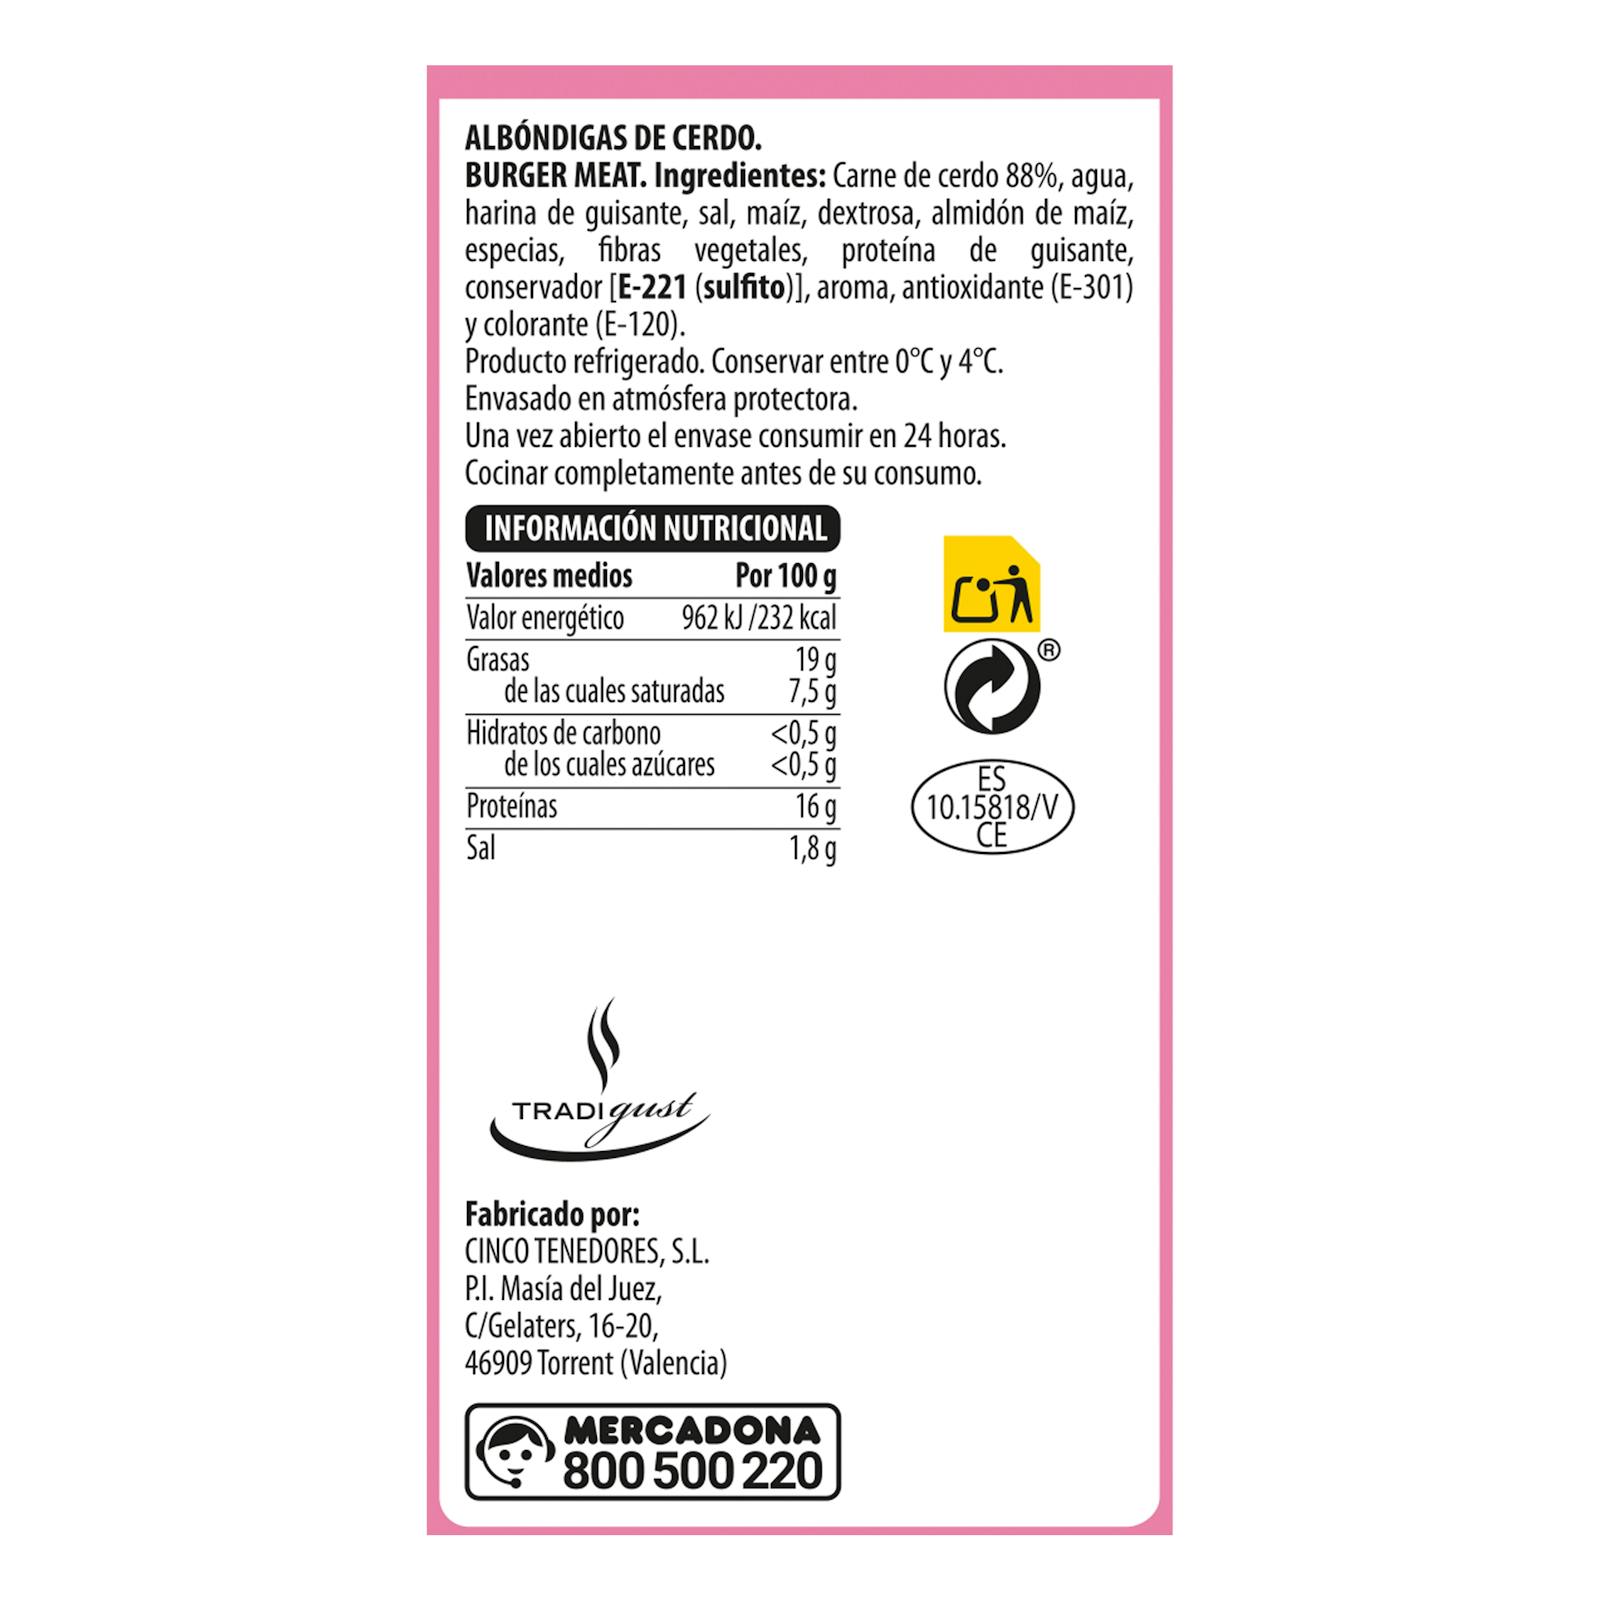 ALBÓNDIGAS DE CERDO.
BURGER MEAT. Ingredientes: Carne de cerdo 88%, agua,
harina de guisante, sal, maíz, dextrosa, almidón de maíz,
especias, fibras vegetales, proteína de guisante,
conservador [E-221 (sulfito)], aroma, antioxidante (E-301)
y colorante (E-120).
Producto refrigerado. Conservar entre 0°C y 4°C.
Envasado en atmósfera protectora.
Una vez abierto el envase consumir en 24 horas.
Cocinar completamente antes de su consumo.
INFORMACIÓN NUTRICIONAL
Valores medios Por 100 g
Valor energético 962 kJ /232 kcal
Grasas 19 g
de las cuales saturadas 7,5 g
Hidratos de carbono <0,5 g
de los cuales azúcares <0,5 g
Proteínas 16 g
Sal 1,8 g
®
ES
10.15818/V
CE
TRADIgust
Fabricado por:
CINCO TENEDORES, S.L.
P.I. Masía del Juez,
C/Gelaters, 16-20,
46909 Torrent (Valencia)
MERCADONA
800 500 220